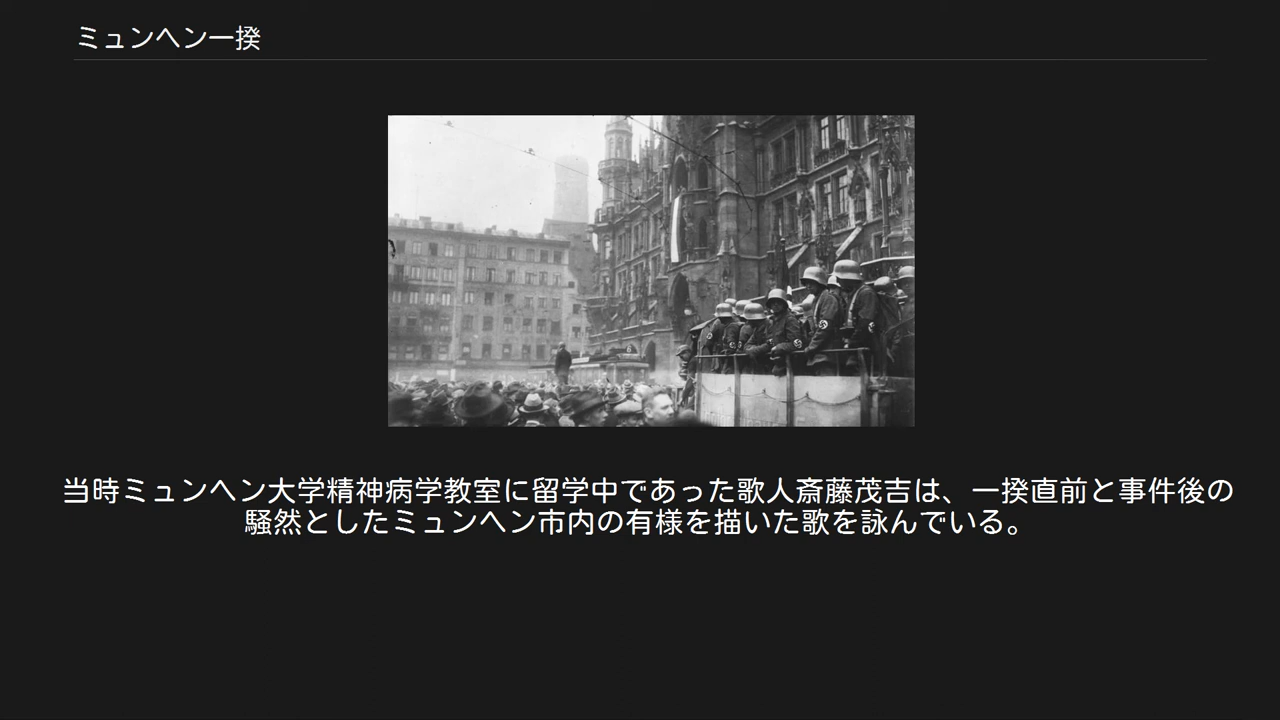 ミュンヘン一揆
当時ミュンヘン大学精神病学教室に留学中であった歌人斎藤茂吉は、一揆直前と事件後の
騒然としたミュンヘン市内の有様を描いた歌を詠んでいる。